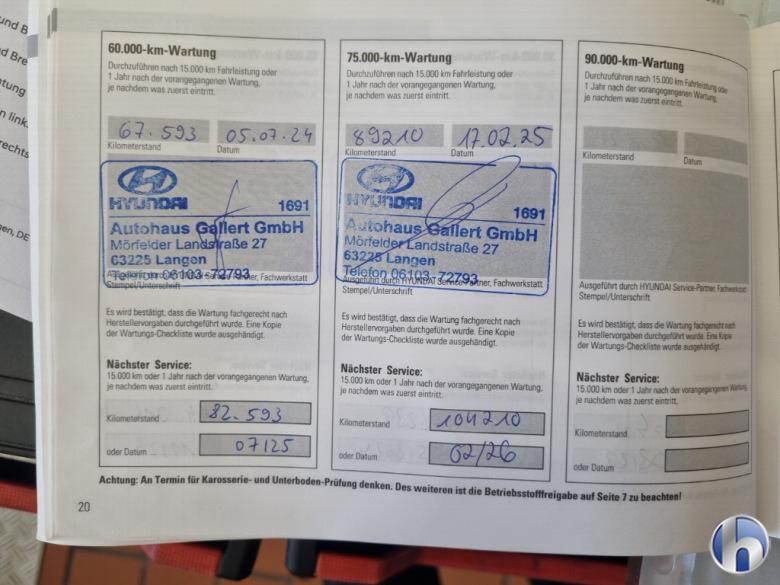 und B
d Bre
tung
n link
rechts
en, DE
60.000-km-Wartung
Durchzuführen nach 15.000 km Fahrleistung oder
1 Jahr nach der vorangegangenen Wartung,
je nachdem was zuerst eintritt.
67.593 05.07.24
Kilometerstand Datum
HYUNDAI 1691
Autohaus Gallert GmbH
Mörfelder Landstraße 27
63225 Langen
Telefon 06103-72793
Ausgeführt durch HYUNDAI Service-Partner, Fachwerkstatt
Stempel/Unterschrift
Es wird bestätigt, dass die Wartung fachgerecht nach
Herstellervorgaben durchgeführt wurde. Eine Kopie
der Wartungs-Checkliste wurde ausgehändigt.
Nächster Service:
15.000 km oder 1 Jahr nach der vorangegangenen Wartung,
je nachdem was zuerst eintritt.
Kilometerstand 82.593
oder Datum 07/25
75.000-km-Wartung
Durchzuführen nach 15.000 km Fahrleistung oder
1 Jahr nach der vorangegangenen Wartung,
je nachdem was zuerst eintritt.
89210 17.02.25
Kilometerstand Datum
HYUNDAI 1691
Autohaus Gallert GmbH
Mörfelder Landstraße 27
63225 Langen
Telefon 06103-72793
Ausgeführt durch HYUNDAI Service-Partner, Fachwerkstatt
Stempel/Unterschrift
Es wird bestätigt, dass die Wartung fachgerecht nach
Herstellervorgaben durchgeführt wurde. Eine Kopie
der Wartungs-Checkliste wurde ausgehändigt.
Nächster Service:
15.000 km oder 1 Jahr nach der vorangegangenen Wartung,
je nachdem was zuerst eintritt.
Kilometerstand 104210
oder Datum 02/26
90.000-km-Wartung
Durchzuführen nach 15.000 km Fahrleistung oder
1 Jahr nach der vorangegangenen Wartung,
je nachdem was zuerst eintritt.
Kilometerstand Datum
Ausgeführt durch HYUNDAI Service-Partner, Fachwerkstatt
Stempel/Unterschrift
Es wird bestätigt, dass die Wartung fachgerecht nach
Herstellervorgaben durchgeführt wurde. Eine Kopie
der Wartungs-Checkliste wurde ausgehändigt.
Nächster Service:
15.000 km oder 1 Jahr nach der vorangegangenen Wartung,
je nachdem was zuerst eintritt.
Kilometerstand
oder Datum
Achtung: An Termin für Karosserie- und Unterboden-Prüfung denken. Des weiteren ist die Betriebsstofffreigabe auf Seite 7 zu beachten!
20
h